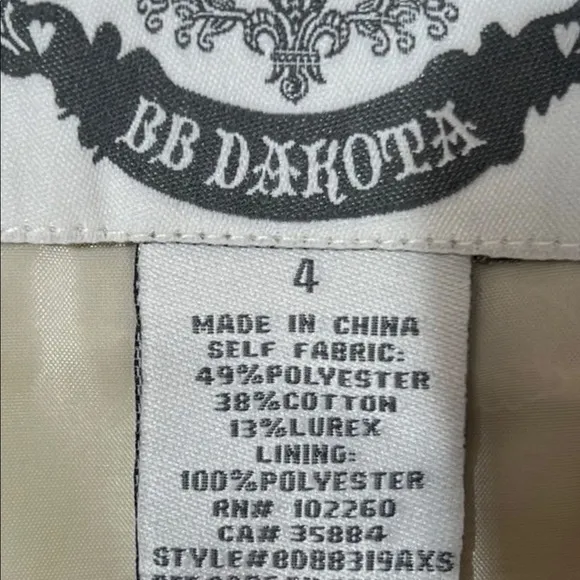 BB DAKOTA
4
MADE IN CHINA
SELF FABRIC:
49%POLYESTER
38%COTTON
13%LUREX
LINING:
100%POLYESTER
RN# 102260
CA# 35884
STYLE#8088319AXS